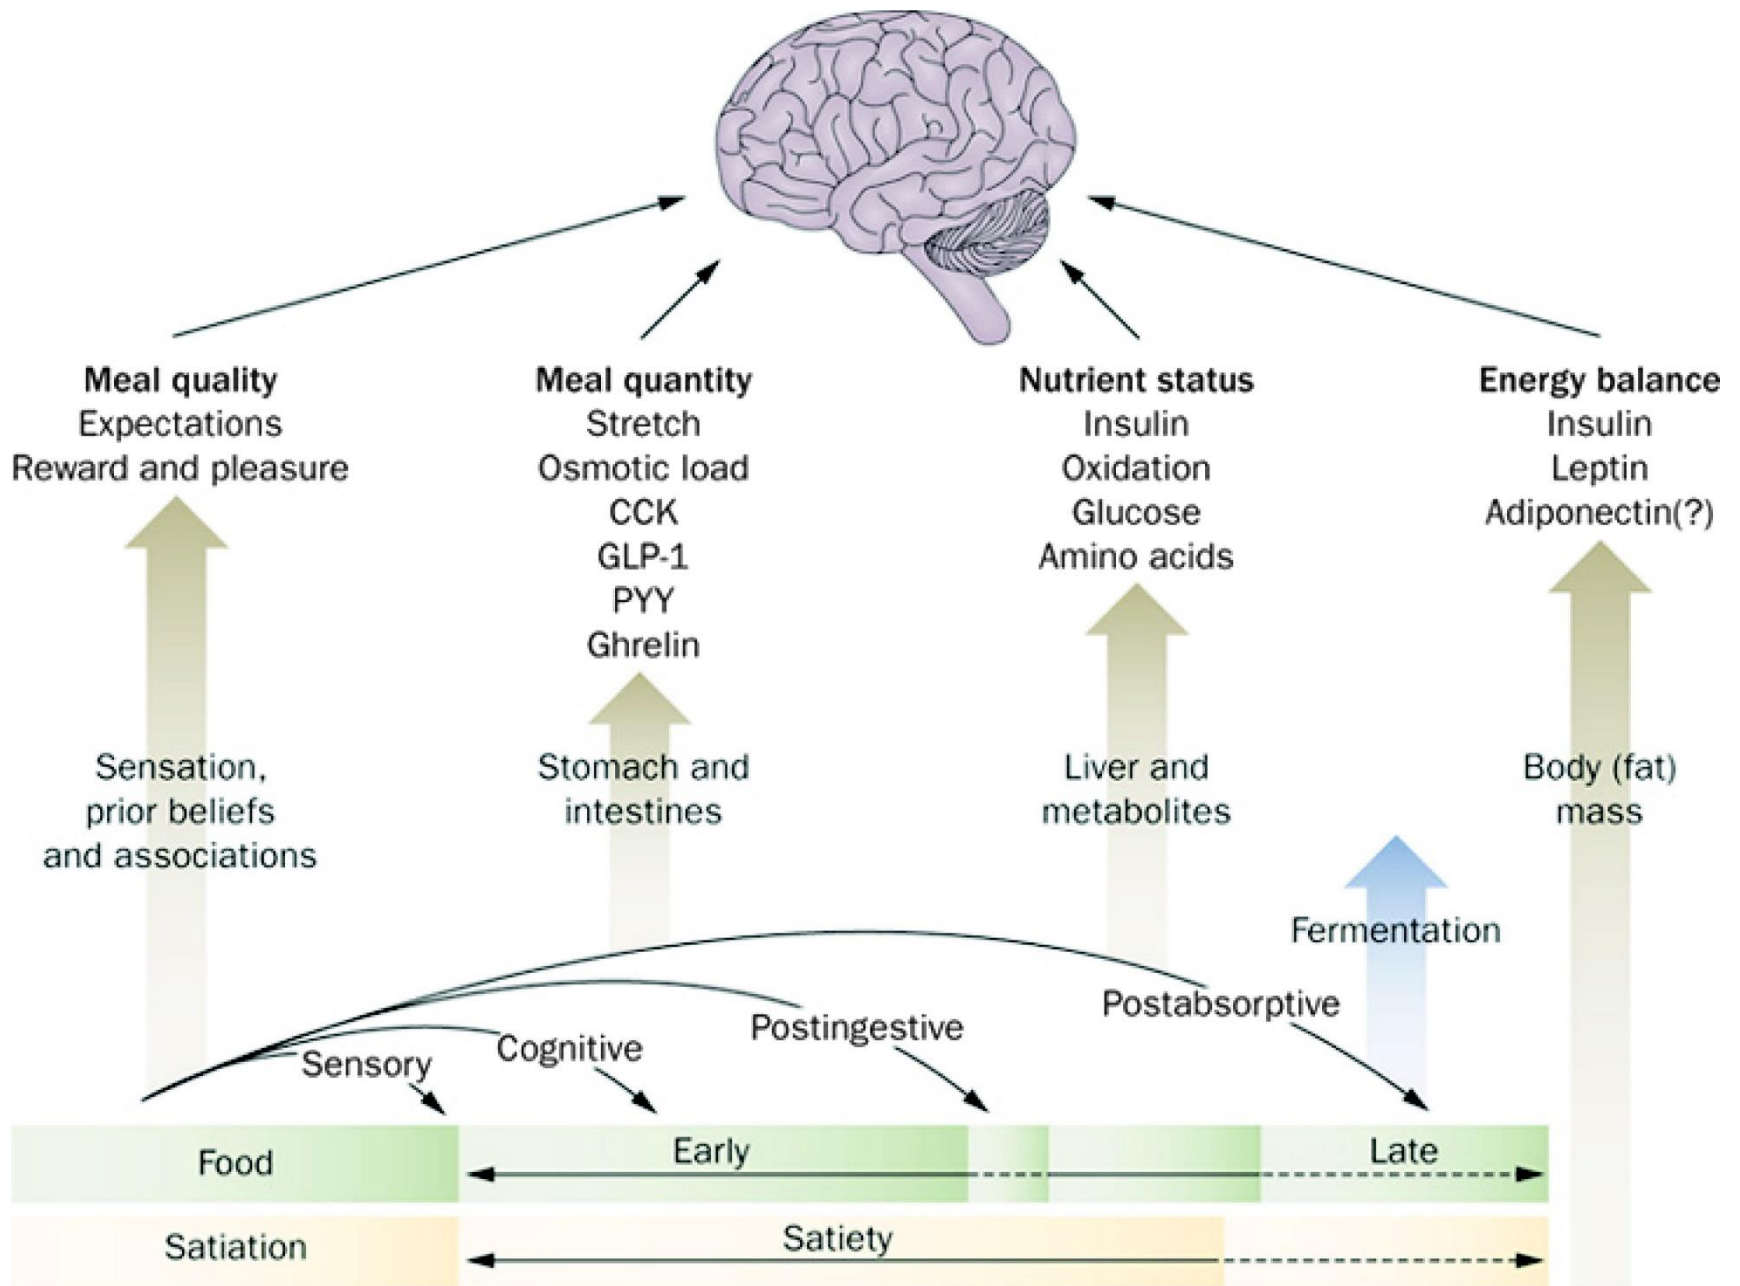 Meal quality
Expectations
Reward and pleasure
Meal quantity
Stretch
Osmotic load
CCK
GLP-1
PYY
Ghrelin
Nutrient status
Insulin
Oxidation
Glucose
Amino acids
Energy balance
Insulin
Leptin
Adiponectin(?)
Sensation,
prior beliefs
and associations
Stomach and
intestines
Liver and
metabolites
Body (fat)
mass
Fermentation
Sensory
Cognitive
Postingestive
Postabsorptive
Food
Early
Late
Satiation
Satiety